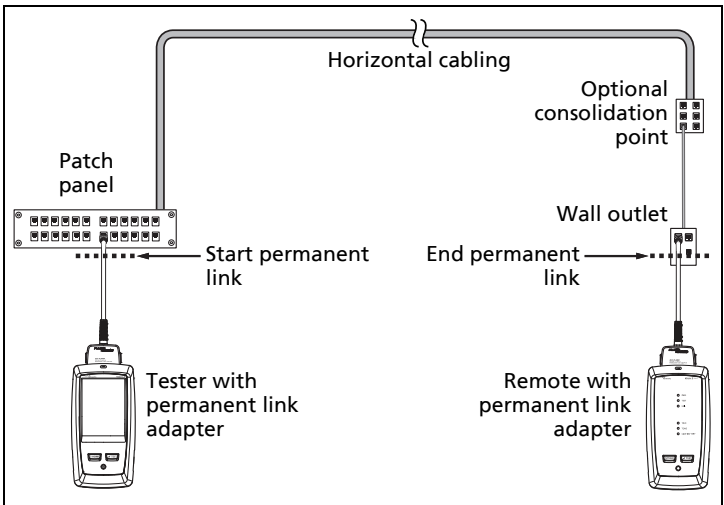 Horizontal cabling
Optional
consolidation
point
Patch
panel
Wall outlet
Start permanent
link
End permanent
link
Tester with
permanent link
adapter
Remote with
permanent link
adapter